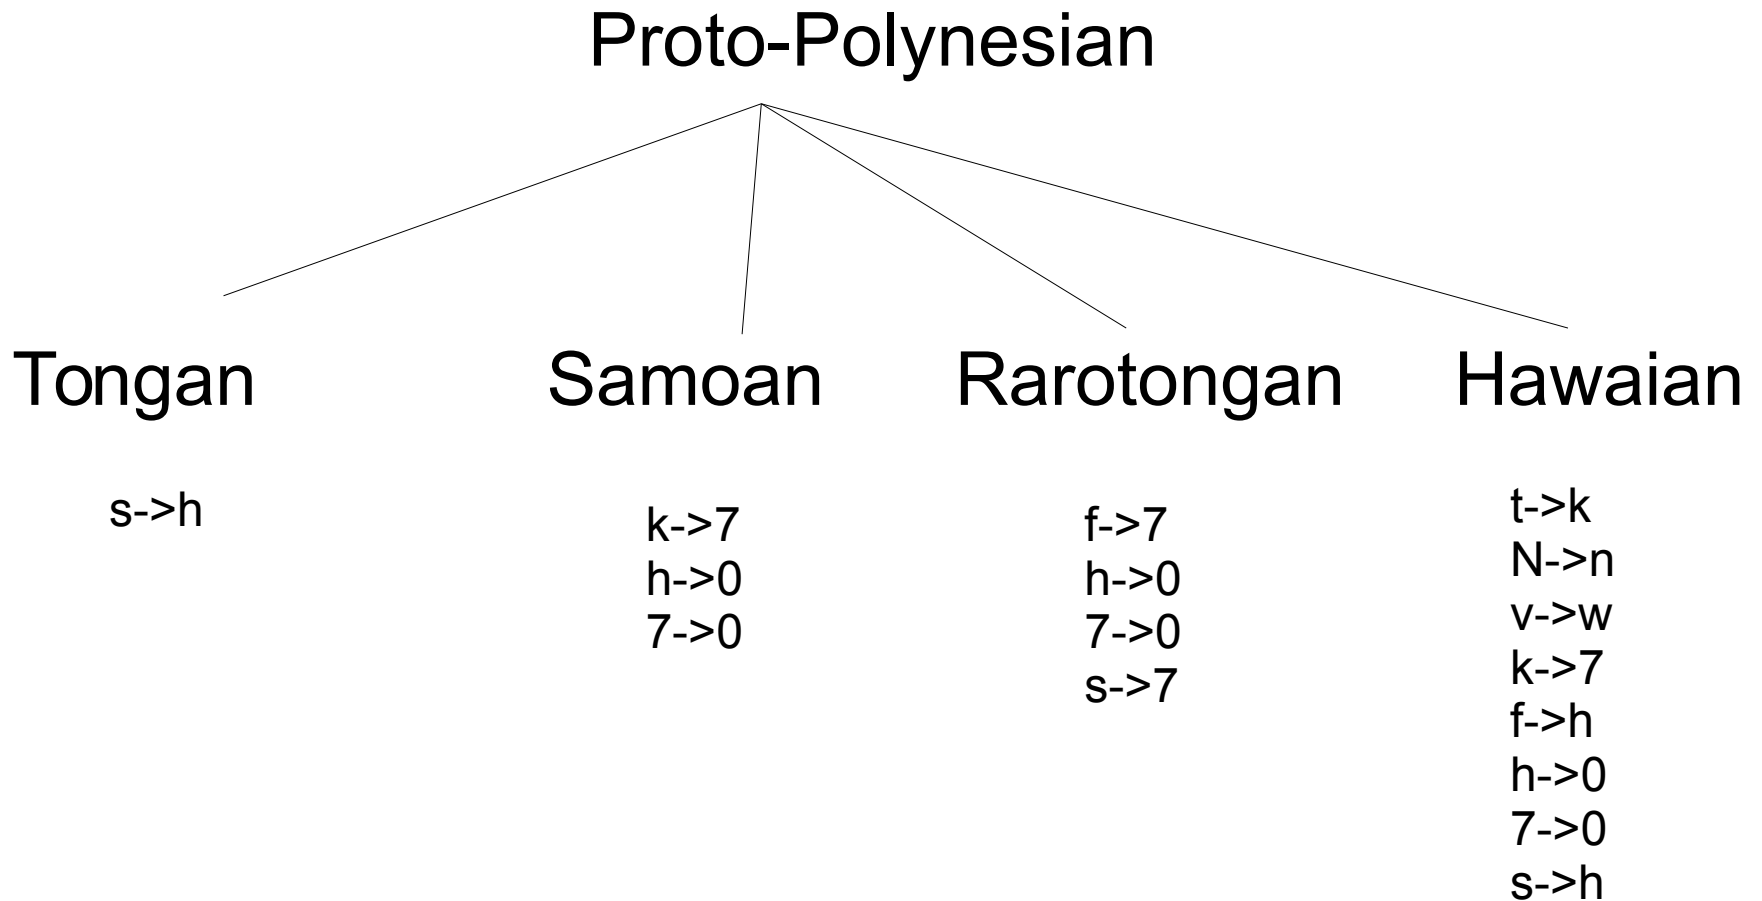 Proto-Polynesian
Tongan
s->h
Samoan
k->7
h->0
7->0
Rarotongan
f->7
h->0
7->0
s->7
Hawaian
t->k
N->n
v->w
k->7
f->h
h->0
7->0
s->h